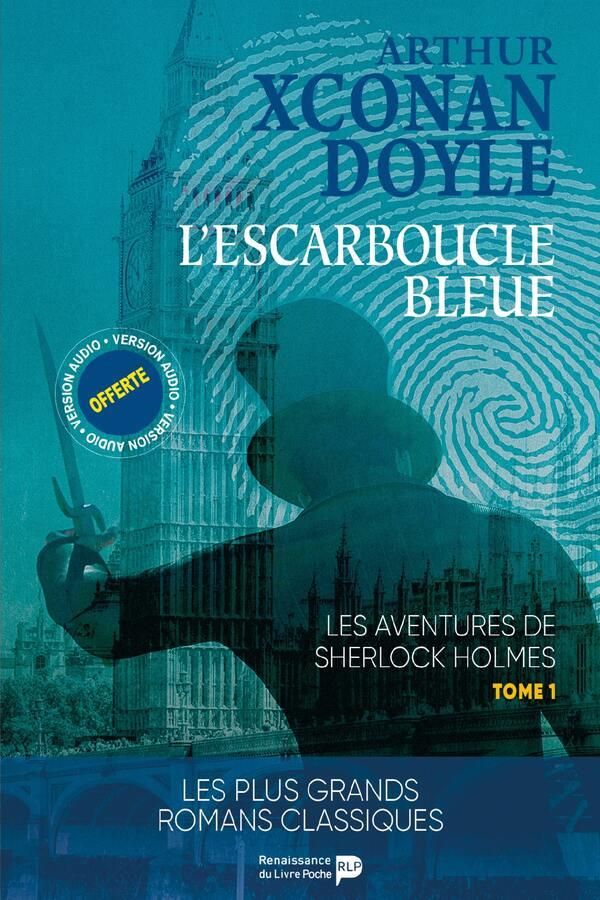 ARTHUR
XCONAN
DOYLE
L'ESCARBOUCLE
BLEUE
VERSION AUDIO • VERSION AUDIO • VERSION AUDIO •
OFFERTE
LES AVENTURES DE
SHERLOCK HOLMES
TOME 1
LES PLUS GRANDS
ROMANS CLASSIQUES
Renaissance
du Livre Poche
RLP